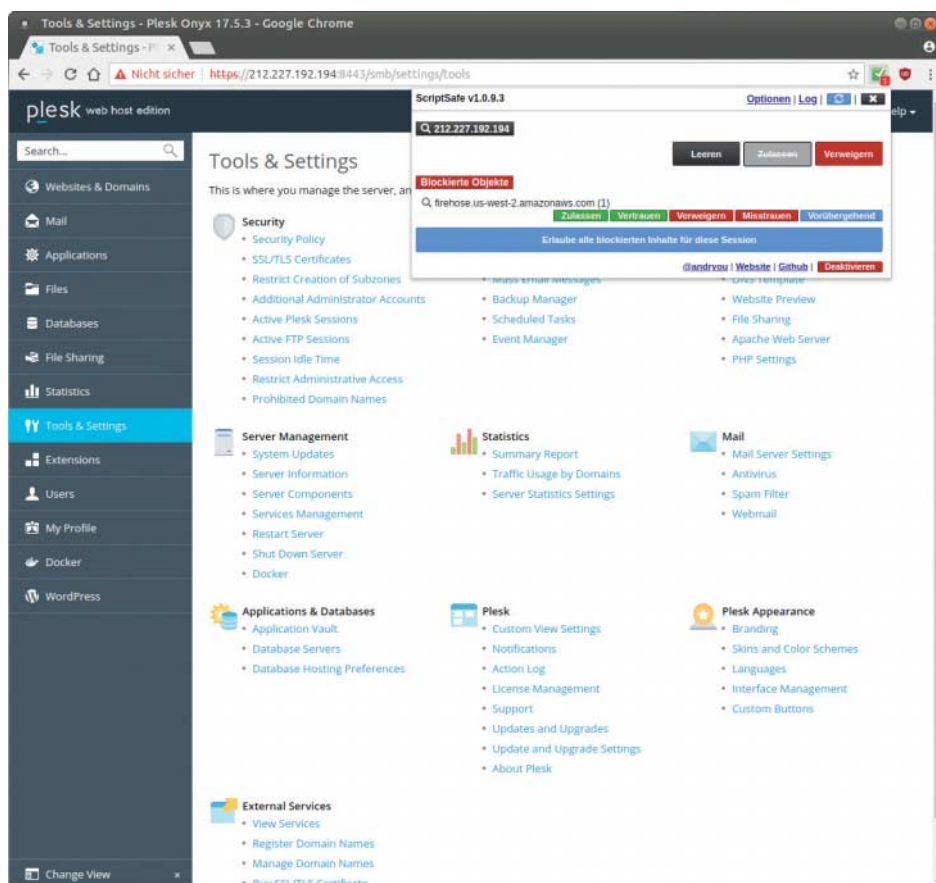 Tools & Settings - Plesk Onyx 17.5.3 - Google Chrome
Tools & Settings - P
Nicht sicher https://212.227.192.194:8443/smb/settings/tools
plesk web host edition
elp
ScriptSafe v1.0.9.3
Optionen | Log |
212.227.192.194
Leeren
Zulassen
Verweigern
Blockierte Objekte
firehose.us-west-2.amazonaws.com (1)
Zulassen
Vertrauen
Verweigern
Misstrauen
Vorübergehend
Erlaube alle blockierten Inhalte für diese Session
@andryou | Website | Github | Deaktivieren
Search...
Websites & Domains
Mail
Applications
Files
Databases
File Sharing
Statistics
Tools & Settings
Extensions
Users
My Profile
Docker
WordPress
Change View
Tools & Settings
This is where you manage the server, an
Security
Security Policy
SSL/TLS Certificates
Restrict Creation of Subzones
Additional Administrator Accounts
Active Plesk Sessions
Active FTP Sessions
Session Idle Time
Restrict Administrative Access
Prohibited Domain Names
Mass Email Messages
Backup Manager
Scheduled Tasks
Event Manager
DNS Template
Website Preview
File Sharing
Apache Web Server
PHP Settings
Server Management
System Updates
Server Information
Server Components
Services Management
Restart Server
Shut Down Server
Docker
Statistics
Summary Report
Traffic Usage by Domains
Server Statistics Settings
Mail
Mail Server Settings
Antivirus
Spam Filter
Webmail
Applications & Databases
Application Vault
Database Servers
Database Hosting Preferences
Plesk
Custom View Settings
Notifications
Action Log
License Management
Support
Updates and Upgrades
Update and Upgrade Settings
About Plesk
Plesk Appearance
Branding
Skins and Color Schemes
Languages
Interface Management
Custom Buttons
External Services
View Services
Register Domain Names
Manage Domain Names
SSL/TLS Certificate